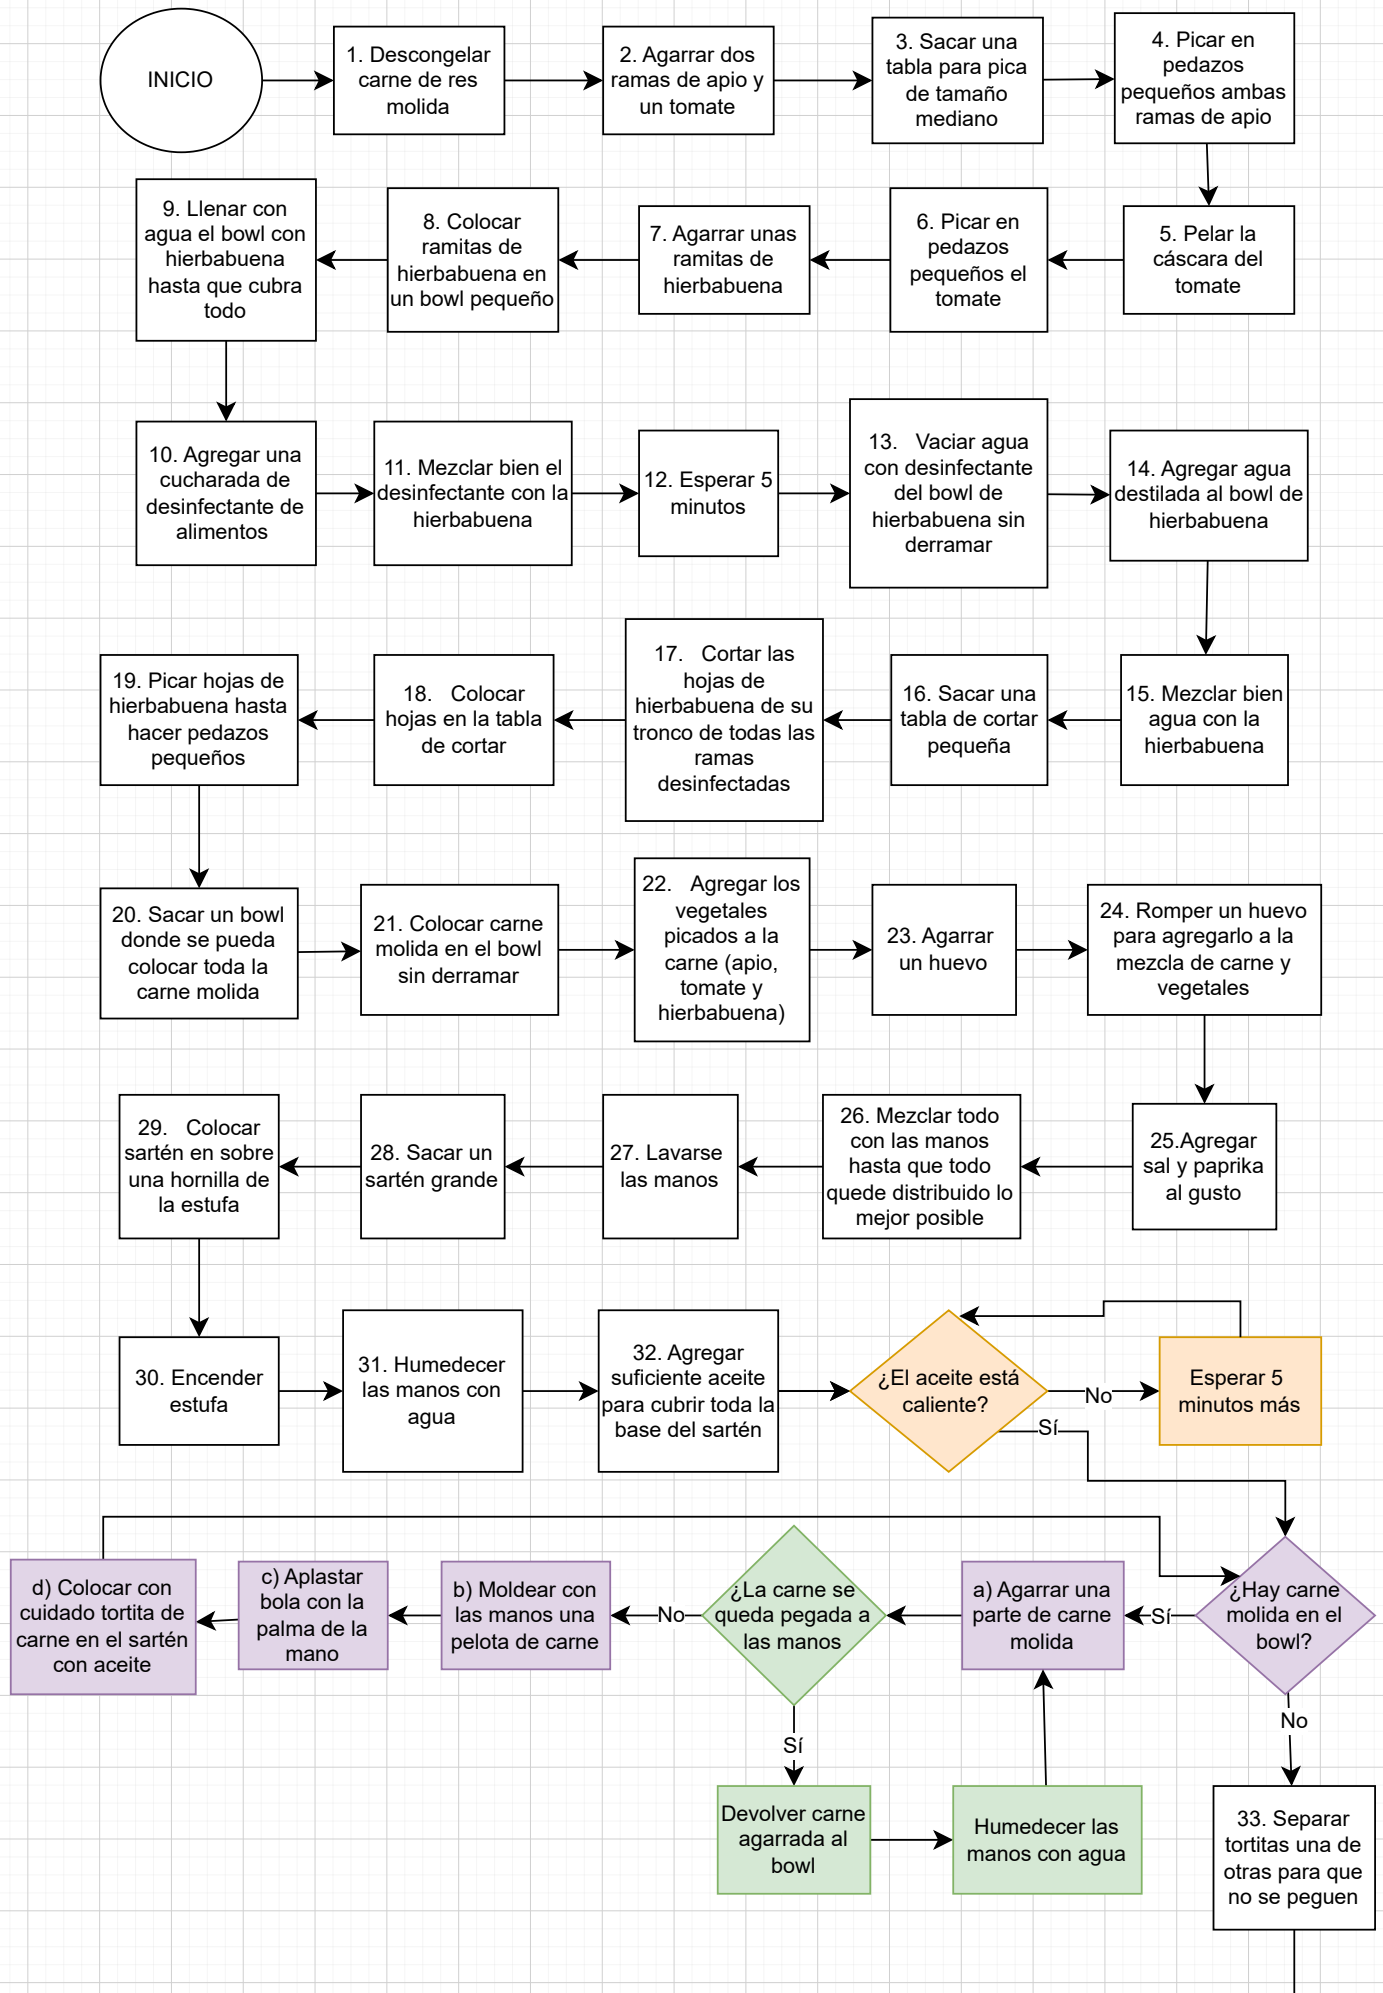 INICIO
1. Descongelar
carne de res
molida
2. Agarrar dos
ramas de apio y
un tomate
3. Sacar una
tabla para pica
de tamaño
mediano
4. Picar en
pedazos
pequeños ambas
ramas de apio
5. Pelar la
cáscara del
tomate
6. Picar en
pedazos
pequeños el
tomate
7. Agarrar unas
ramitas de
hierbabuena
8. Colocar
ramitas de
hierbabuena en
un bowl pequeño
9. Llenar con
agua el bowl con
hierbabuena
hasta que cubra
todo
10. Agregar una
cucharada de
desinfectante de
alimentos
11. Mezclar bien el
desinfectante con la
hierbabuena
12. Esperar 5
minutos
13. Vaciar agua
con desinfectante
del bowl de
hierbabuena sin
derramar
14. Agregar agua
destilada al bowl de
hierbabuena
15. Mezclar bien
agua con la
hierbabuena
16. Sacar una
tabla de cortar
pequeña
17. Cortar las
hojas de
hierbabuena de su
tronco de todas las
ramas
desinfectadas
18. Colocar
hojas en la tabla
de cortar
19. Picar hojas de
hierbabuena hasta
hacer pedazos
pequeños
20. Sacar un bowl
donde se pueda
colocar toda la
carne molida
21. Colocar carne
molida en el bowl
sin derramar
22. Agregar los
vegetales
picados a la
carne (apio,
tomate y
hierbabuena)
23. Agarrar
un huevo
24. Romper un huevo
para agregarlo a la
mezcla de carne y
vegetales
25.Agregar
sal y paprika
al gusto
26. Mezclar todo
con las manos
hasta que todo
quede distribuido lo
mejor posible
27. Lavarse
las manos
28. Sacar un
sartén grande
29. Colocar
sartén en sobre
una hornilla de
la estufa
30. Encender
estufa
31. Humedecer
las manos con
agua
32. Agregar
suficiente aceite
para cubrir toda la
base del sartén
¿El aceite está
caliente?
No
Esperar 5
minutos más
Sí
¿Hay carne
molida en el
bowl?
Sí
a) Agarrar una
parte de carne
molida
¿La carne se
queda pegada a
las manos
No
b) Moldear con
las manos una
pelota de carne
c) Aplastar
bola con la
palma de la
mano
d) Colocar con
cuidado tortita de
carne en el sartén
con aceite
Sí
Devolver carne
agarrada al
bowl
Humedecer las
manos con agua
No
33. Separar
tortitas una de
otras para que
no se peguen